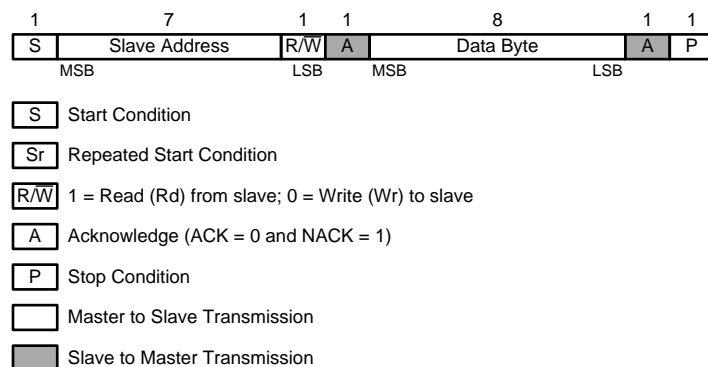 1 7 1 1 8 1 1
S Slave Address R/W̅ A Data Byte A P
MSB LSB MSB LSB
S Start Condition
Sr Repeated Start Condition
R/W̅ 1 = Read (Rd) from slave; 0 = Write (Wr) to slave
A Acknowledge (ACK = 0 and NACK = 1)
P Stop Condition
Master to Slave Transmission
Slave to Master Transmission